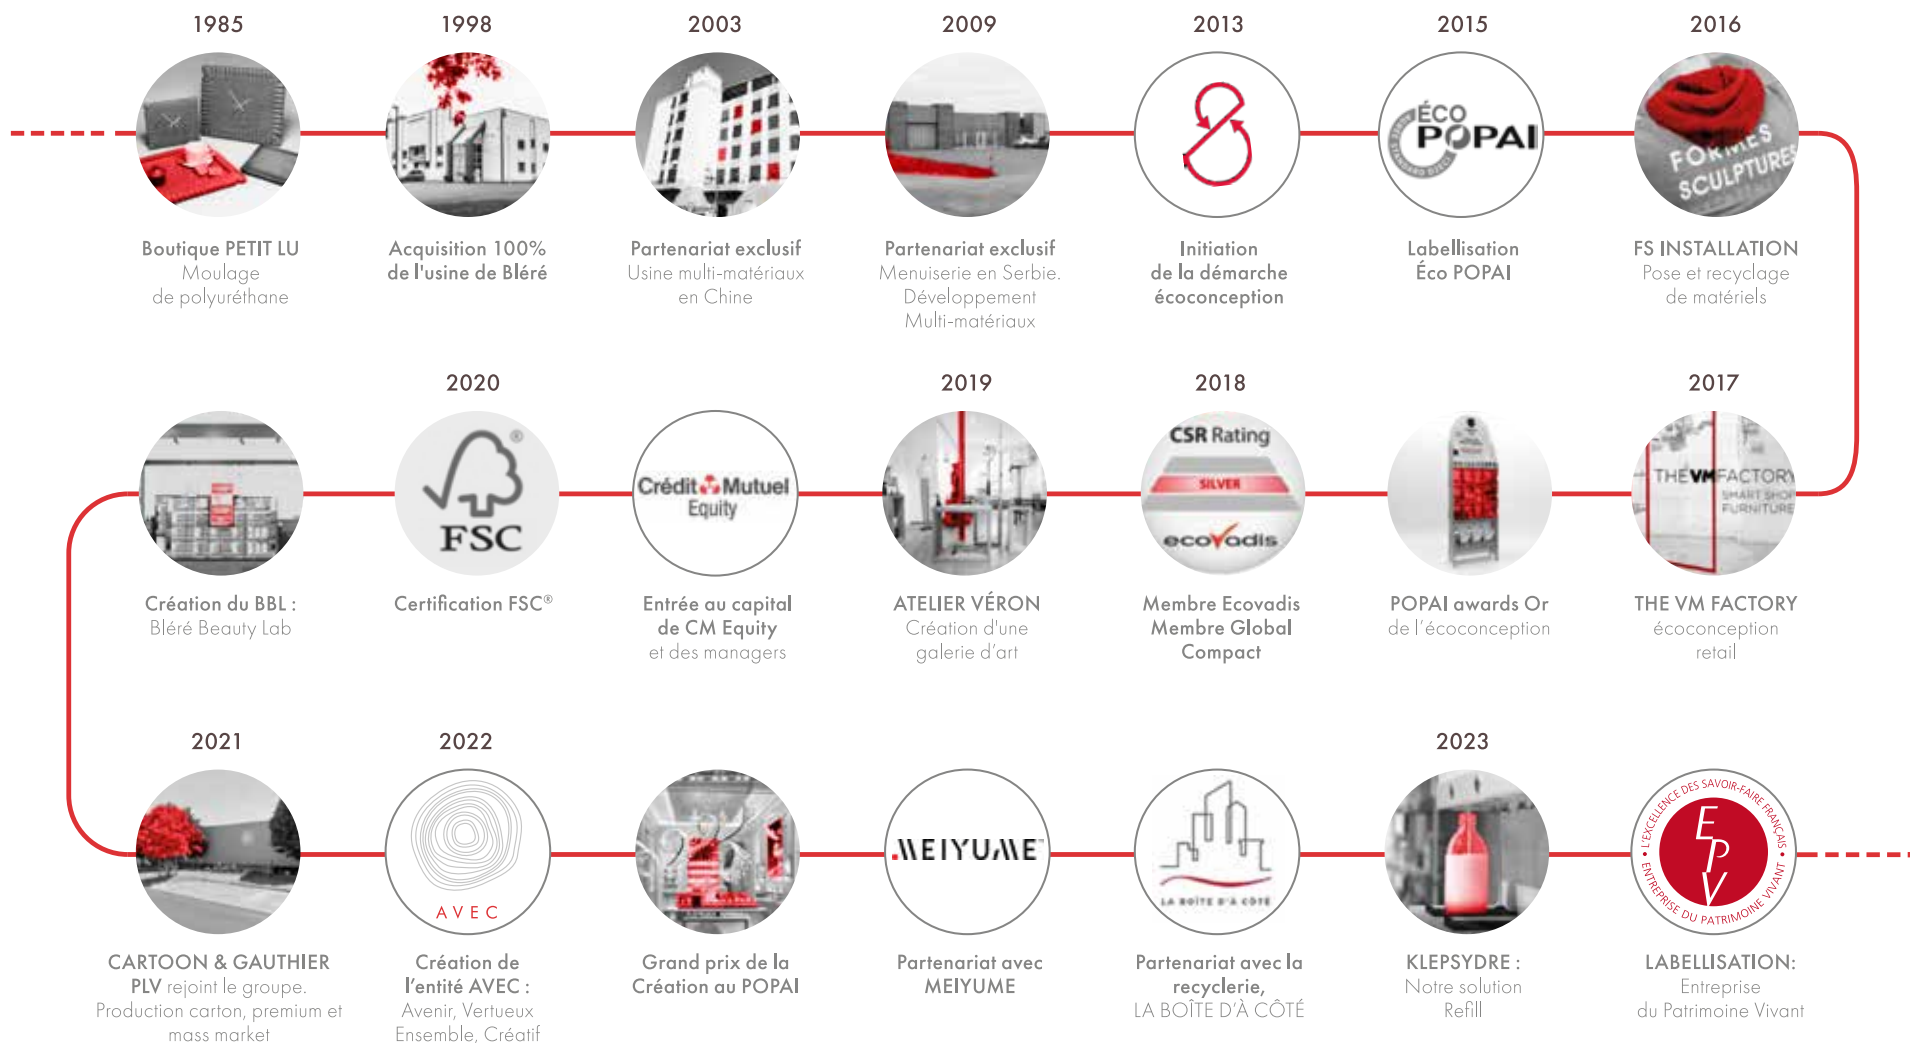 1985
1998
2003
2009
2013
2015
2016
ÉCO
POPAI
FORMES
SCULPTURES
Boutique PETIT LU
Moulage
de polyuréthane
Acquisition 100%
de l'usine de Bléré
Partenariat exclusif
Usine multi-matériaux
en Chine
Partenariat exclusif
Menuiserie en Serbie.
Développement
Multi-matériaux
Initiation
de la démarche
écoconception
Labellisation
Éco POPAI
FS INSTALLATION
Pose et recyclage
de matériels
2017
THE VM FACTORY
SMART SHOP
FURNITURE
THE VM FACTORY
écoconception
retail
POPAI awards Or
de l'écoconception
2018
CSR Rating
SILVER
ecovadis
Membre Ecovadis
Membre Global
Compact
2019
ATELIER VÉRON
Création d'une
galerie d'art
Crédit Mutuel
Equity
Entrée au capital
de CM Equity
et des managers
2020
®
FSC
Certification FSC®
Création du BBL :
Bléré Beauty Lab
2021
CARTOON & GAUTHIER
PLV rejoint le groupe.
Production carton, premium et
mass market
2022
AVEC
Création de
l'entité AVEC :
Avenir, Vertueux
Ensemble, Créatif
Grand prix de la
Création au POPAI
MEIYUME
Partenariat avec
MEIYUME
LA BOÎTE D'À CÔTÉ
Partenariat avec la
recyclerie,
LA BOÎTE D'À CÔTÉ
2023
KLEPSYDRE :
Notre solution
Refill
L'EXCELLENCE DES SAVOIR-FAIRE FRANÇAIS
EPV
ENTREPRISE DU PATRIMOINE VIVANT
LABELLISATION:
Entreprise
du Patrimoine Vivant